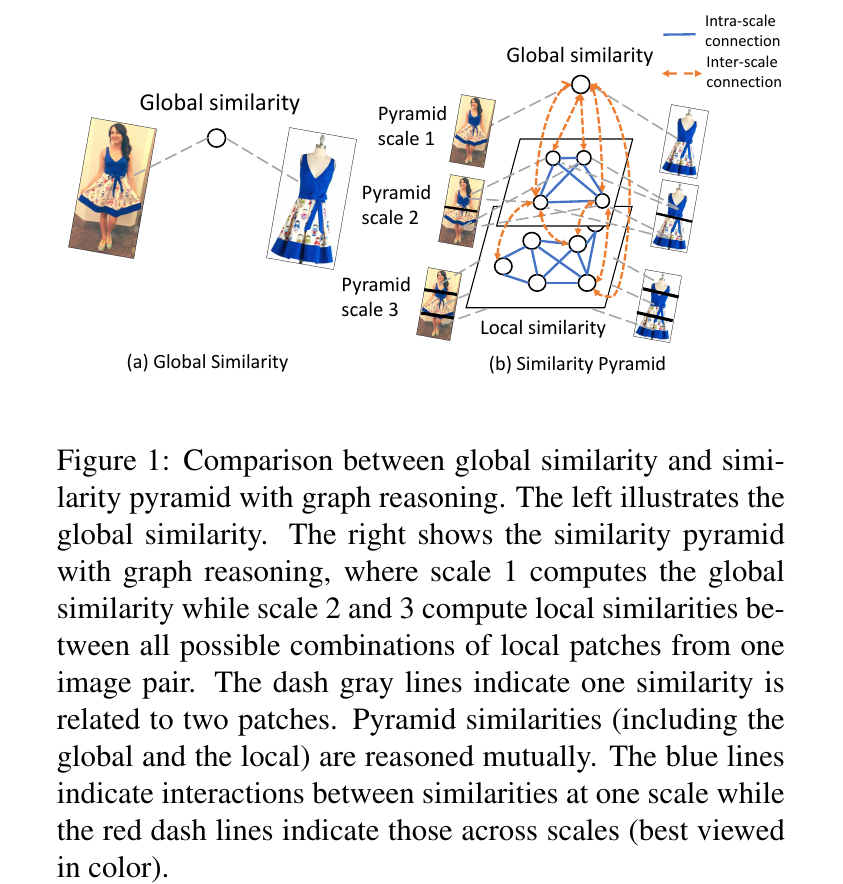 Global similarity
Global similarity
Intra-scale
connection
Inter-scale
connection
Pyramid
scale 1
Pyramid
scale 2
Pyramid
scale 3
Local similarity
(a) Global Similarity
(b) Similarity Pyramid
Figure 1: Comparison between global similarity and simi-
larity pyramid with graph reasoning. The left illustrates the
global similarity. The right shows the similarity pyramid
with graph reasoning, where scale 1 computes the global
similarity while scale 2 and 3 compute local similarities be-
tween all possible combinations of local patches from one
image pair. The dash gray lines indicate one similarity is
related to two patches. Pyramid similarities (including the
global and the local) are reasoned mutually. The blue lines
indicate interactions between similarities at one scale while
the red dash lines indicate those across scales (best viewed
in color).